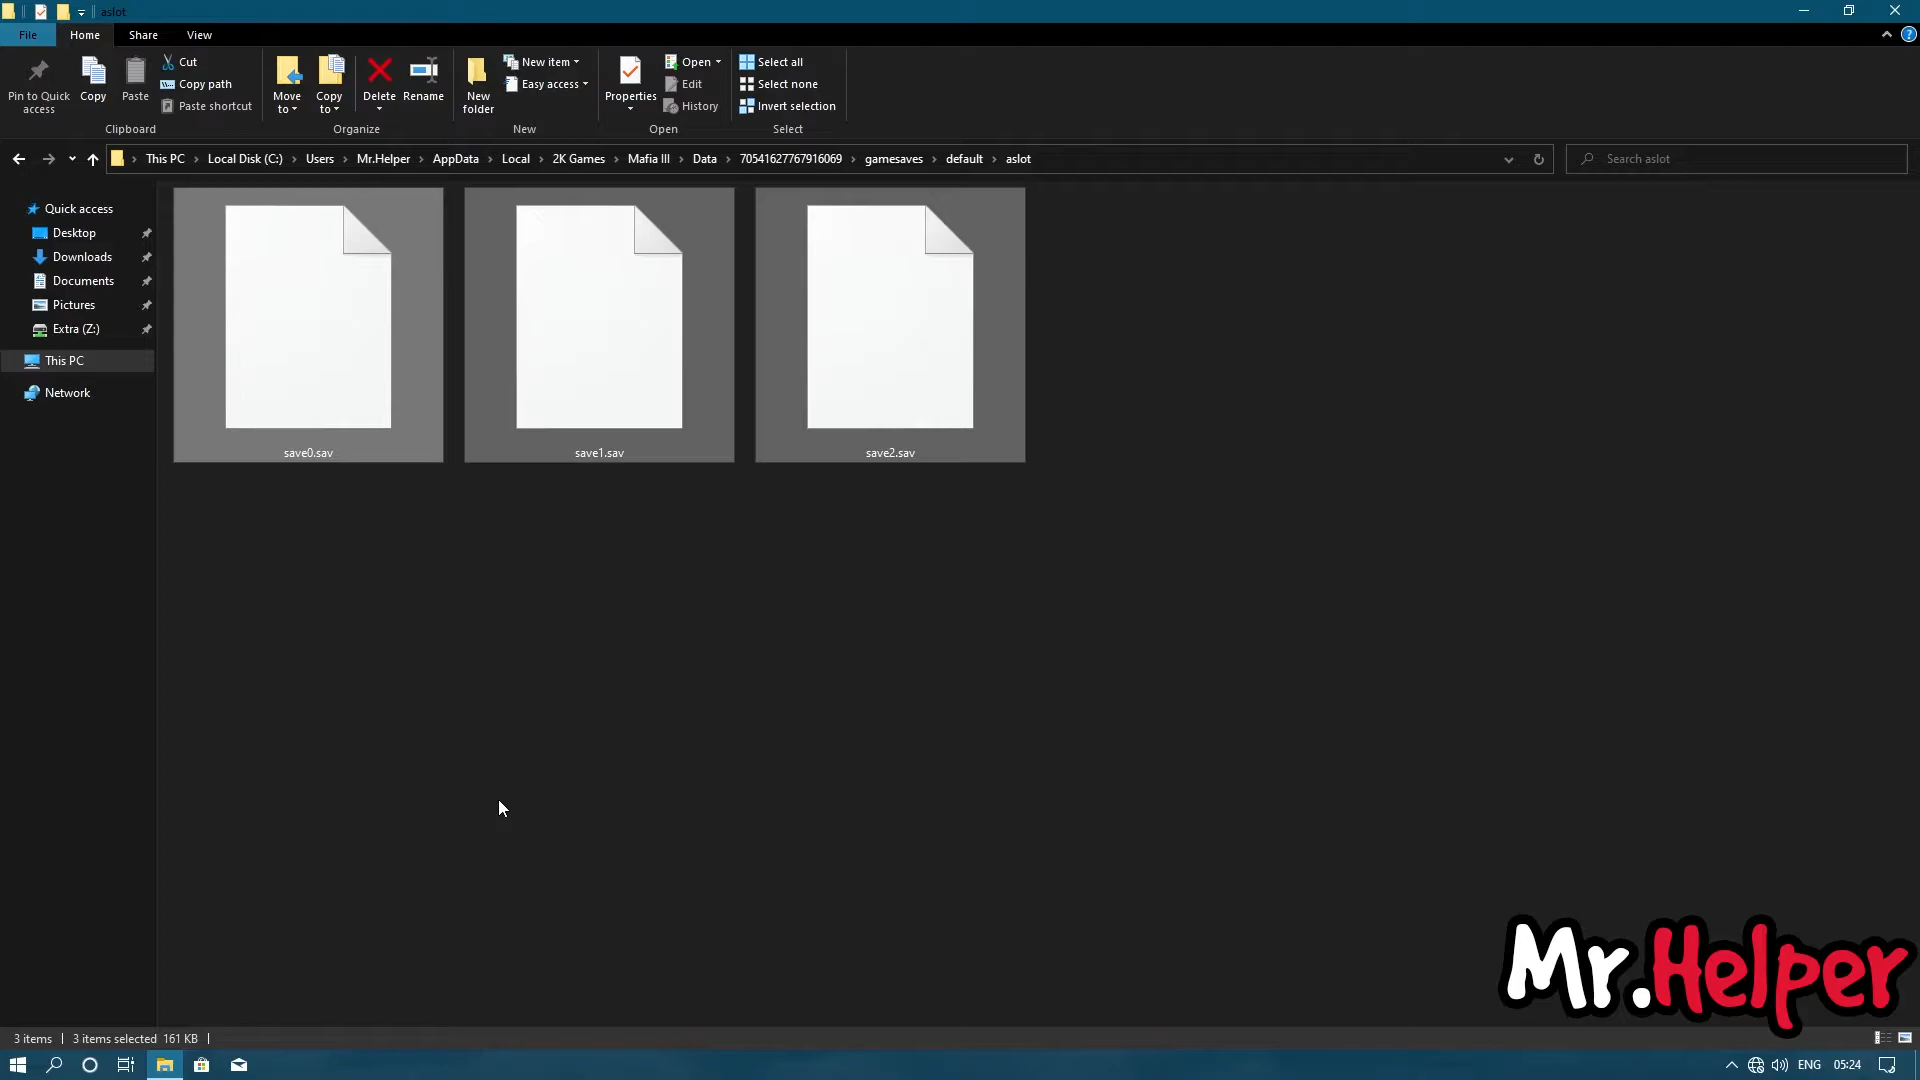 aslot
File
Home
Share
View
Pin to Quick access
Copy
Paste
Cut
Copy path
Paste shortcut
Clipboard
Move to
Copy to
Delete
Rename
Organize
New folder
New item
Easy access
New
Properties
Open
Edit
History
Open
Select all
Select none
Invert selection
Select
This PC > Local Disk (C:) > Users > Mr.Helper > AppData > Local > 2K Games > Mafia III > Data > 70541627767916069 > gamesaves > default > aslot
Search aslot
Quick access
Desktop
Downloads
Documents
Pictures
Extra (Z:)
This PC
Network
save0.sav
save1.sav
save2.sav
Mr.Helper
3 items
3 items selected 161 KB
ENG
05:24